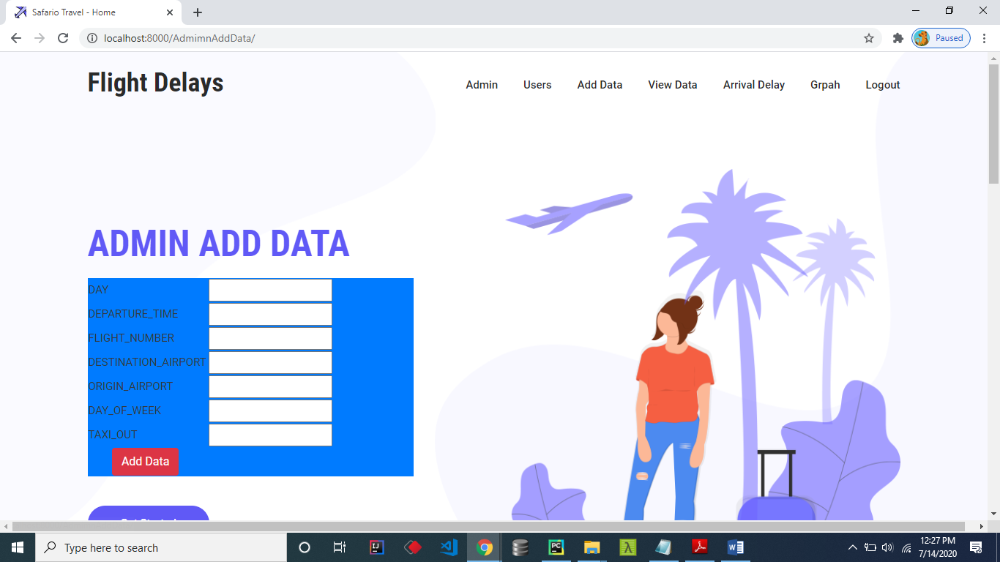 Safario Travel - Home
localhost:8000/AdmimnAddData/
Paused
Flight Delays
Admin Users Add Data View Data Arrival Delay Grpah Logout
ADMIN ADD DATA
DAY
DEPARTURE_TIME
FLIGHT_NUMBER
DESTINATION_AIRPORT
ORIGIN_AIRPORT
DAY_OF_WEEK
TAXI_OUT
Add Data
Type here to search
12:27 PM
7/14/2020